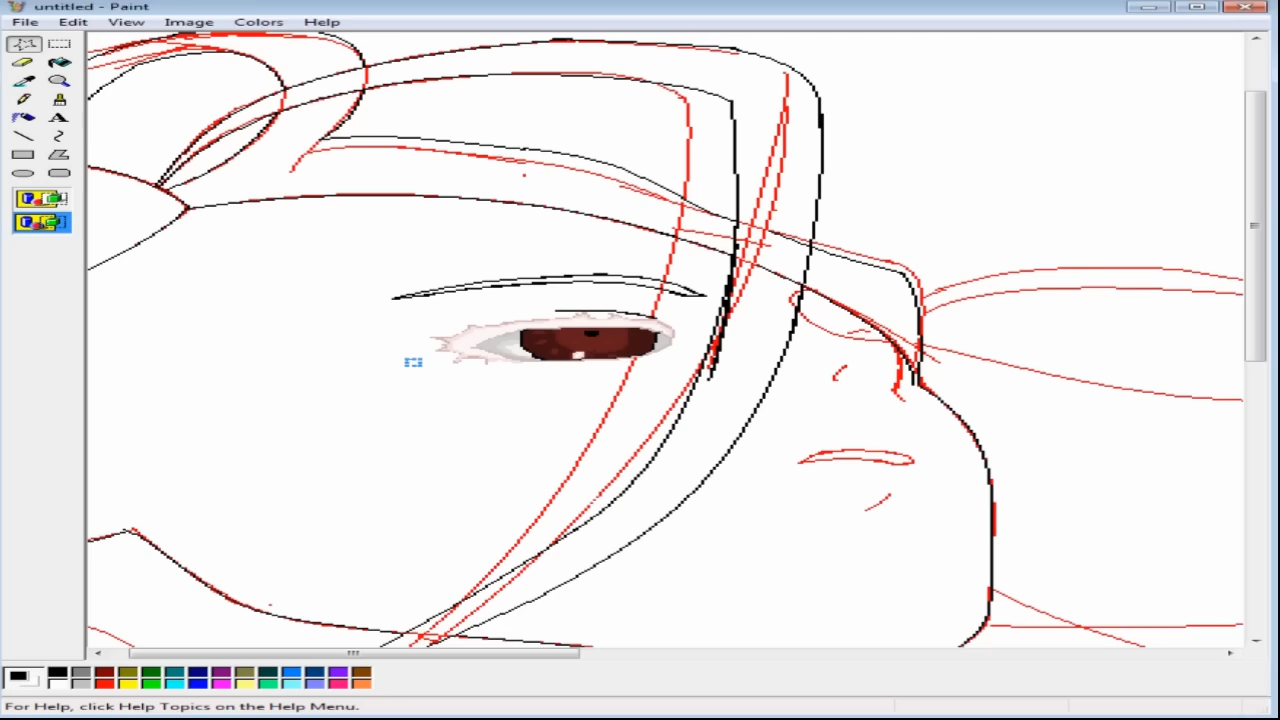 untitled - Paint
File Edit View Image Colors Help
A
For Help, click Help Topics on the Help Menu.